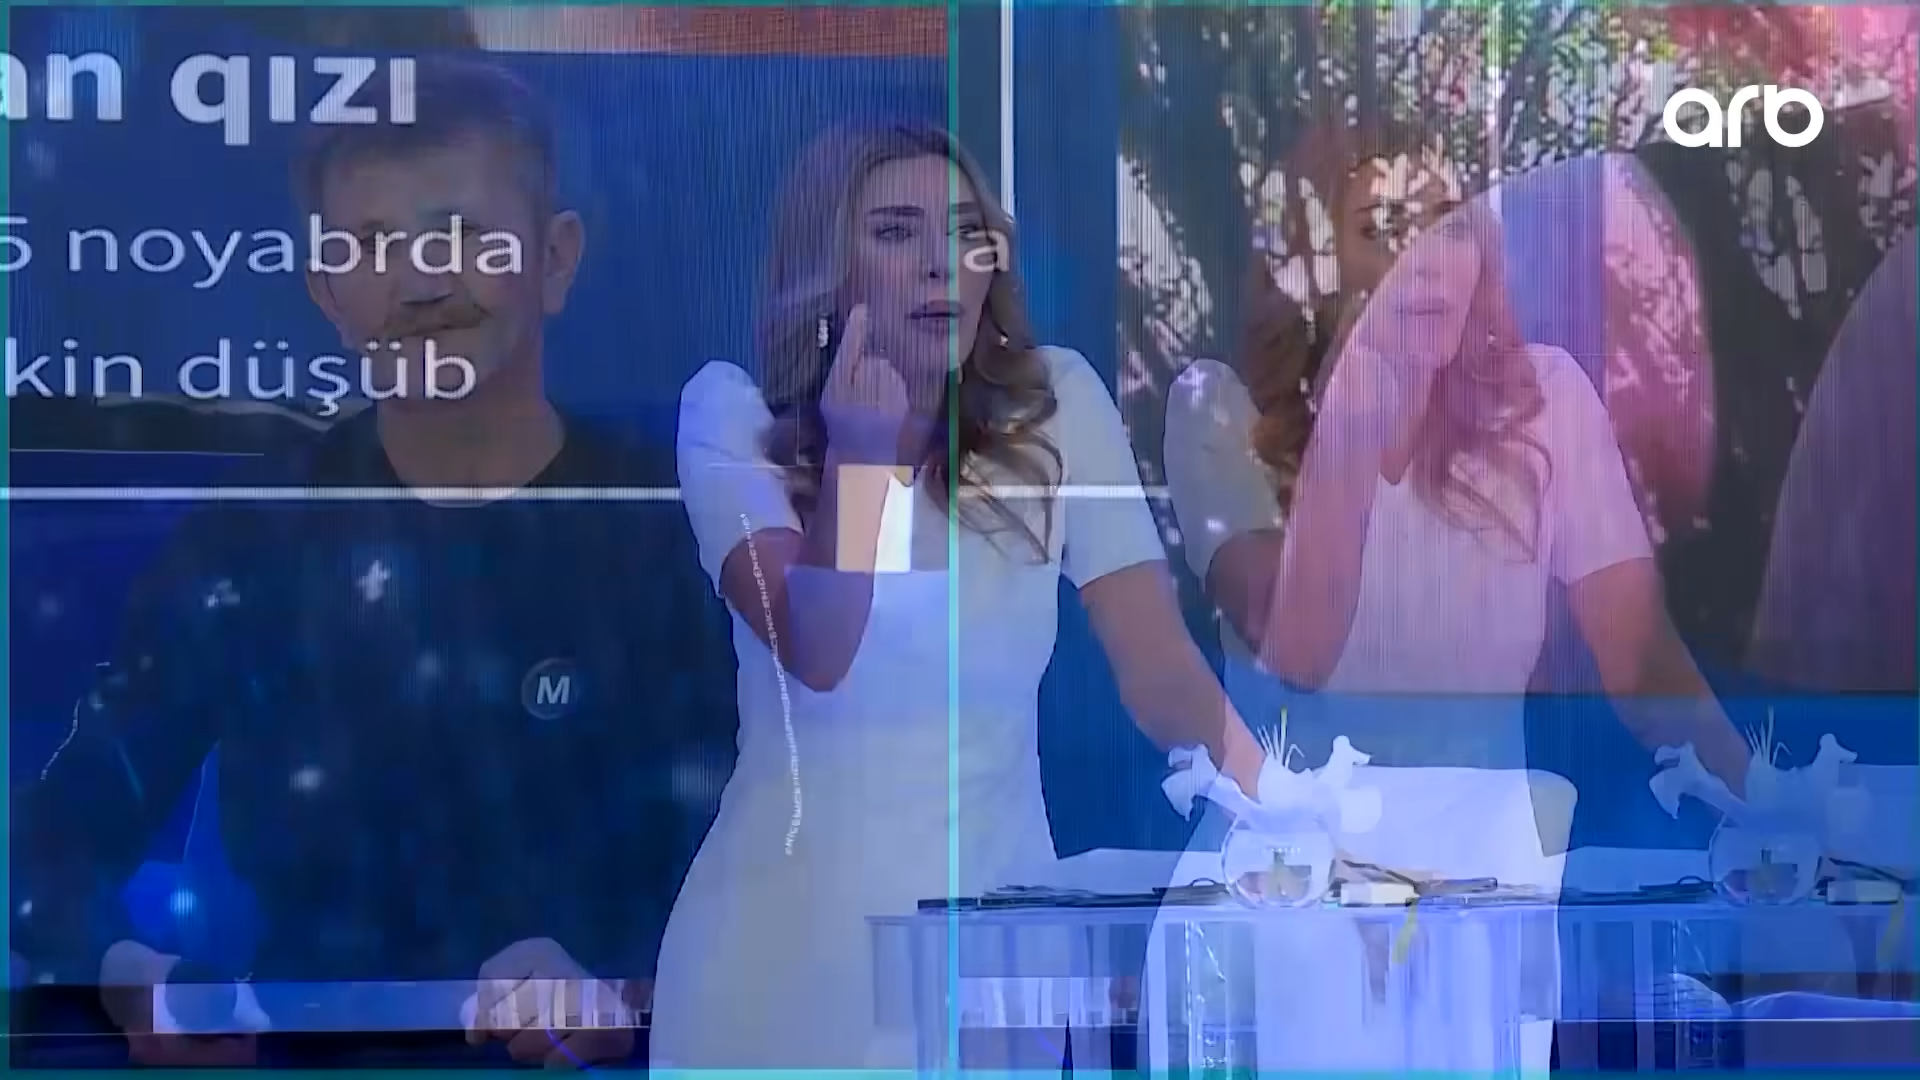 an qızı
arb
5 noyabrda
a
kin düşüb
M